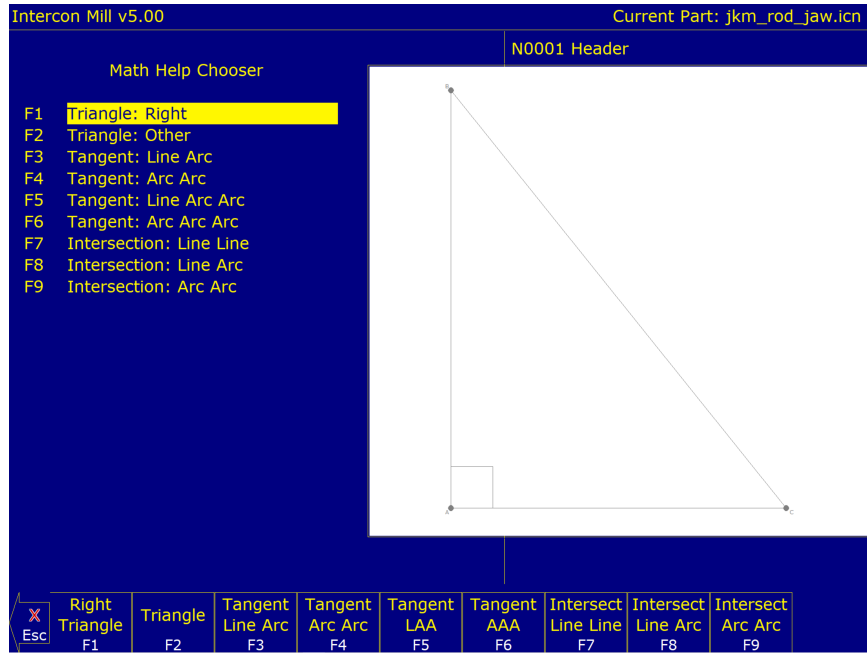 Intercon Mill v5.00
Current Part: jkm_rod_jaw.icn
N0001 Header
Math Help Chooser
F1 Triangle: Right
F2 Triangle: Other
F3 Tangent: Line Arc
F4 Tangent: Arc Arc
F5 Tangent: Line Arc Arc
F6 Tangent: Arc Arc Arc
F7 Intersection: Line Line
F8 Intersection: Line Arc
F9 Intersection: Arc Arc
B
A
C
X
Esc
Right
Triangle
F1
Triangle
F2
Tangent
Line Arc
F3
Tangent
Arc Arc
F4
Tangent
LAA
F5
Tangent
AAA
F6
Intersect
Line Line
F7
Intersect
Line Arc
F8
Intersect
Arc Arc
F9